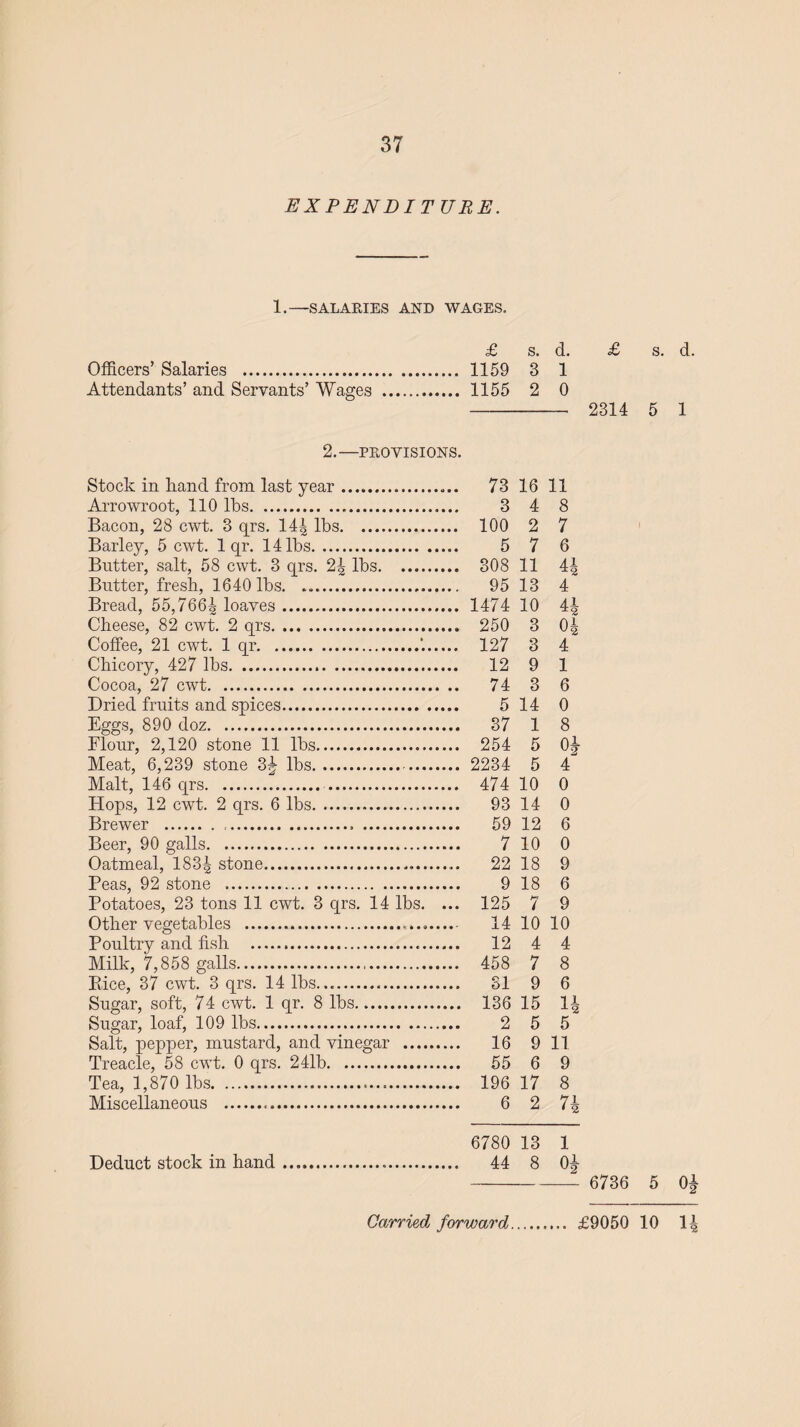 37
EXPENDITURE.
1.—SALARIES AND WAGES.
£ s. d. £ s. d.
Officers’ Salaries ........ 1159 3 1
Attendants’ and Servants’ Wages ........ 1155 2 0
2314 5 1
2.—PROVISIONS.
Stock in hand from last year ........ 73 16 11
Arrowroot, 110 lbs. ........ 3 4 8
Bacon, 28 cwt. 3 qrs. 14½ lbs. ........ 100 2 7
Barley, 5 cwt. 1 qr. 14 lbs. ........ 5 7 6
Butter, salt, 58 cwt. 3 qrs. 2½ lbs. ........ 308 11 4½
Butter, fresh, 1640 lbs. ........ 95 13 4
Bread, 55,766½ loaves ........ 1474 10 4½
Cheese, 82 cwt. 2 qrs. ........ 250 3 0½
Coffee, 21 cwt. 1 qr. ........ 127 3 4
Chicory, 427 lbs. ........ 12 9 1
Cocoa, 27 cwt. ........ 74 3 6
Dried fruits and spices ........ 5 14 0
Eggs, 890 doz. ........ 37 1 8
Flour, 2,120 stone 11 lbs. ........ 254 5 0½
Meat, 6,239 stone 3½ lbs. ........ 2234 5 4
Malt, 146 qrs. ........ 474 10 0
Hops, 12 cwt. 2 qrs. 6 lbs. ........ 93 14 0
Brewer ........ 59 12 6
Beer, 90 galls. ........ 7 10 0
Oatmeal, 183½ stone ........ 22 18 9
Peas, 92 stone ........ 9 18 6
Potatoes, 23 tons 11 cwt. 3 qrs. 14 lbs. ... 125 7 9
Other vegetables ........ 14 10 10
Poultry and fish ........ 12 4 4
Milk, 7,858 galls. ........ 458 7 8
Rice, 37 cwt. 3 qrs. 14 lbs. ........ 31 9 6
Sugar, soft, 74 cwt. 1 qr. 8 lbs. ........ 136 15 1½
Sugar, loaf, 109 lbs. ........ 2 5 5
Salt, pepper, mustard, and vinegar ........ 16 9 11
Treacle, 58 cwt. 0 qrs. 24lb. ........ 55 6 9
Tea, 1,870 lbs. ........ 196 17 8
Miscellaneous ........ 6 2 7½
6780 13 1
Deduct stock in hand ........ 44 8 0½
6736 5 0½
Carried forward ........ £9050 10 1½